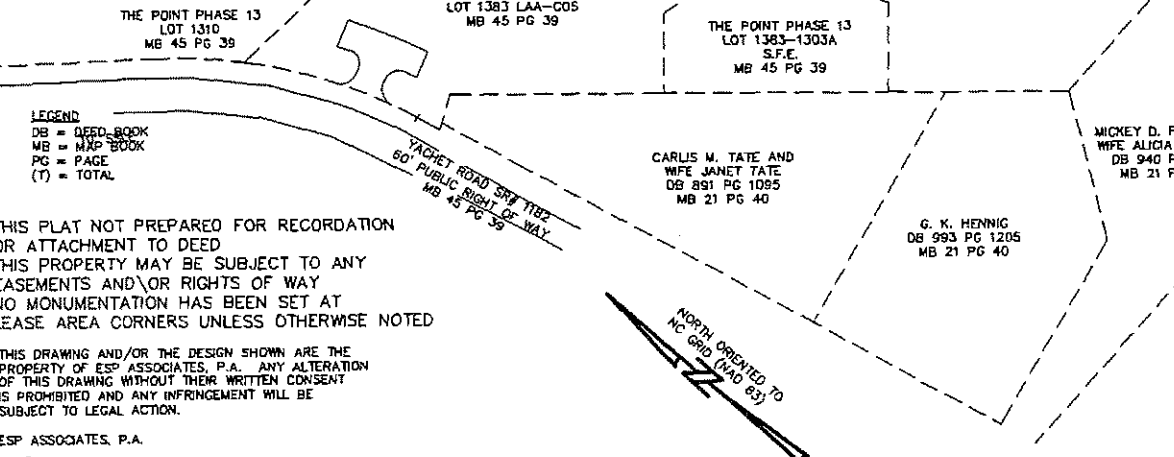 THE POINT PHASE 13
LOT 1310
MB 45 PG 39
LOT 1383 LAA-COS
MB 45 PG 39
THE POINT PHASE 13
LOT 1383-1303A
S.F.E.
MB 45 PG 39
LEGEND
DB = DEED BOOK
MB = MAP BOOK
PG = PAGE
(T) = TOTAL
YACHET ROAD SR# 1182
60' PUBLIC RIGHT OF WAY
MB 45 PG 39
CARLIS M. TATE AND
WIFE JANET TATE
DB 891 PG 1095
MB 21 PG 40
G. K. HENNIG
DB 993 PG 1205
MB 21 PG 40
MICKEY D.
WIFE ALICIA
DB 940
MB 21
THIS PLAT NOT PREPARED FOR RECORDATION
OR ATTACHMENT TO DEED
THIS PROPERTY MAY BE SUBJECT TO ANY
EASEMENTS AND\OR RIGHTS OF WAY
NO MONUMENTATION HAS BEEN SET AT
LEASE AREA CORNERS UNLESS OTHERWISE NOTED
THIS DRAWING AND/OR THE DESIGN SHOWN ARE THE
PROPERTY OF ESP ASSOCIATES, P.A. ANY ALTERATION
OF THIS DRAWING WITHOUT THEIR WRITTEN CONSENT
IS PROHIBITED AND ANY INFRINGEMENT WILL BE
SUBJECT TO LEGAL ACTION.
ESP ASSOCIATES, P.A.
NORTH ORIENTED TO
NC GRID (NAD 83)